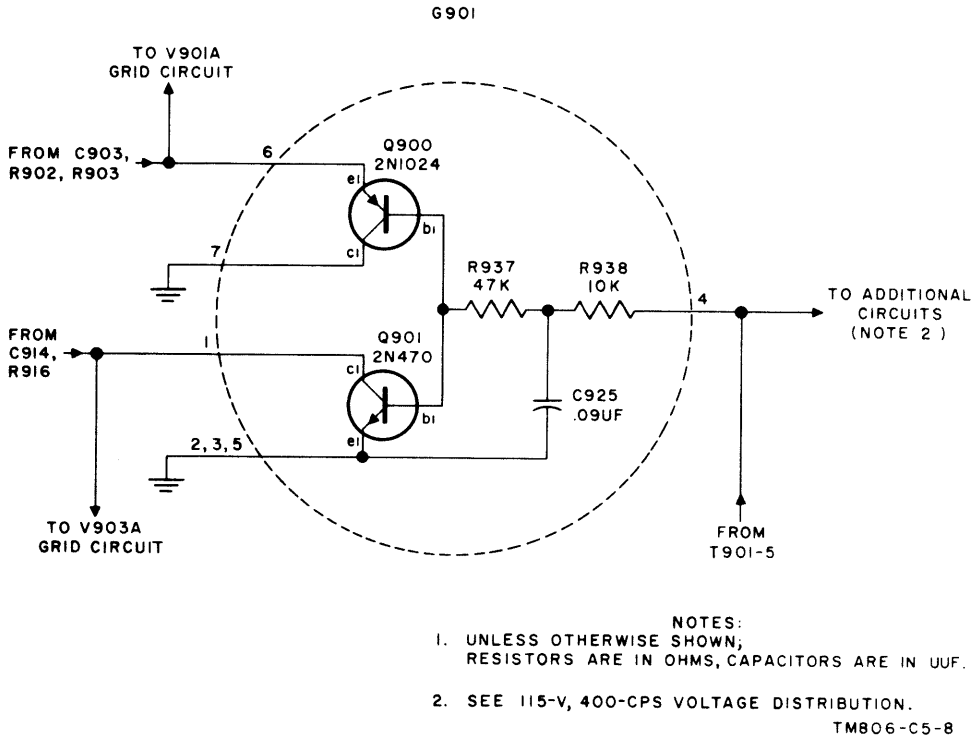 G901
TO V901A
GRID CIRCUIT
FROM C903,
R902, R903
6
Q900
2N1024
e1
b1
c1
7
R937
47K
R938
10K
4
TO ADDITIONAL
CIRCUITS
(NOTE 2)
FROM
C914,
R916
1
Q901
2N470
c1
b1
e1
C925
.09UF
2,3,5
TO V903A
GRID CIRCUIT
FROM
T901-5
NOTES:
1. UNLESS OTHERWISE SHOWN;
RESISTORS ARE IN OHMS, CAPACITORS ARE IN UUF.
2. SEE 115-V, 400-CPS VOLTAGE DISTRIBUTION.
TM806-C5-8